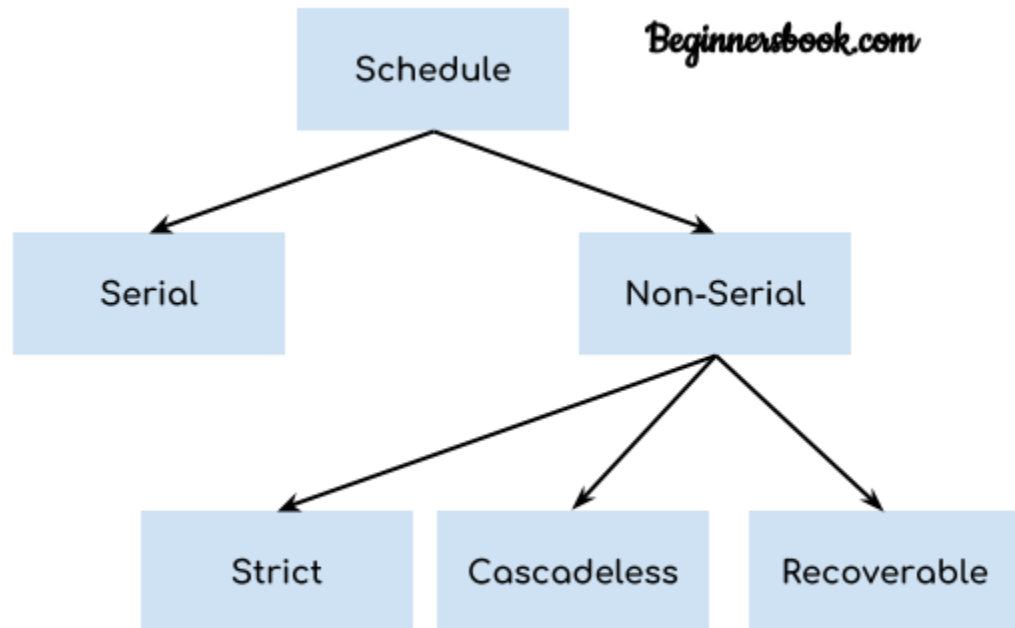 Beginnersbook.com
Schedule
Serial
Non-Serial
Strict
Cascadeless
Recoverable